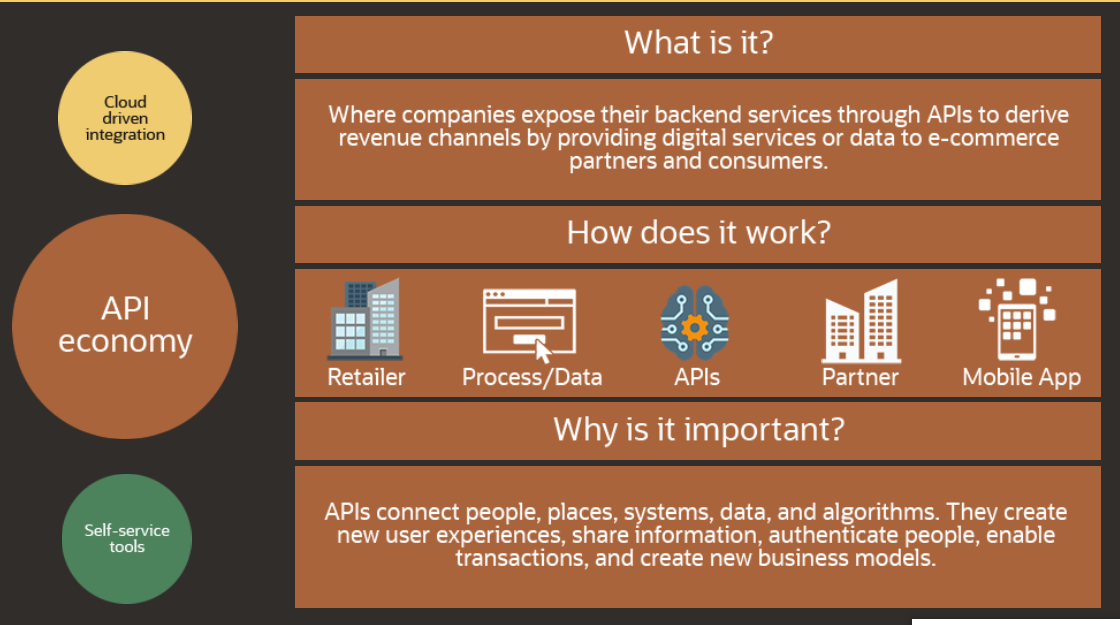 Cloud
driven
integration
API
economy
Self-service
tools
What is it?
Where companies expose their backend services through APIs to derive
revenue channels by providing digital services or data to e-commerce
partners and consumers.
How does it work?
Retailer
Process/Data
APIs
Partner
Mobile App
Why is it important?
APIs connect people, places, systems, data, and algorithms. They create
new user experiences, share information, authenticate people, enable
transactions, and create new business models.